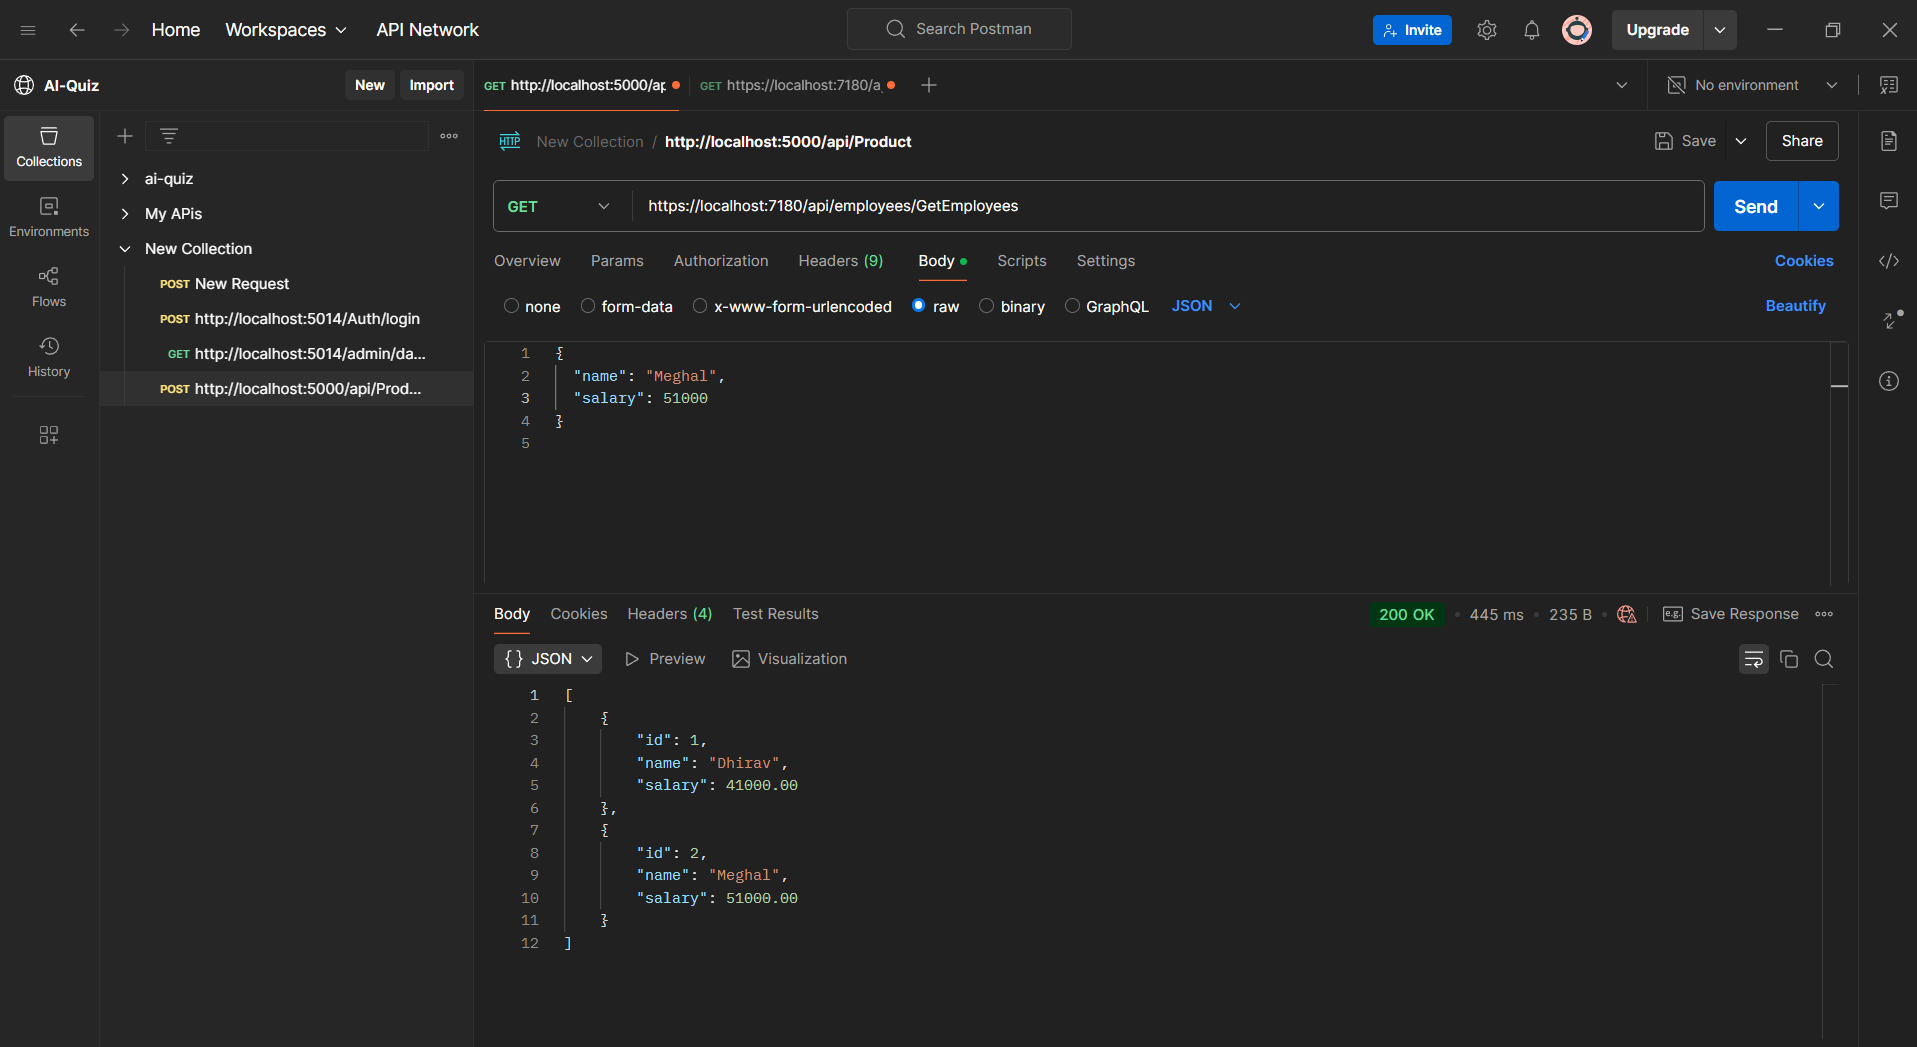 Home Workspaces API Network Search Postman Invite Upgrade
AI-Quiz New Import GET http://localhost:5000/ap GET https://localhost:7180/a No environment
Collections
Environments
Flows
History
ai-quiz
My APis
New Collection
POST New Request
POST http://localhost:5014/Auth/login
GET http://localhost:5014/admin/da...
POST http://localhost:5000/api/Prod...
HTTP New Collection / http://localhost:5000/api/Product Save Share
GET https://localhost:7180/api/employees/GetEmployees Send
Overview Params Authorization Headers (9) Body Scripts Settings Cookies
none form-data x-www-form-urlencoded raw binary GraphQL JSON Beautify
1 {
2 "name": "Meghal",
3 "salary": 51000
4 }
5
Body Cookies Headers (4) Test Results 200 OK • 445 ms • 235 B • e.g. Save Response
{} JSON Preview Visualization
1 [
2 {
3 "id": 1,
4 "name": "Dhirav",
5 "salary": 41000.00
6 },
7 {
8 "id": 2,
9 "name": "Meghal",
10 "salary": 51000.00
11 }
12 ]